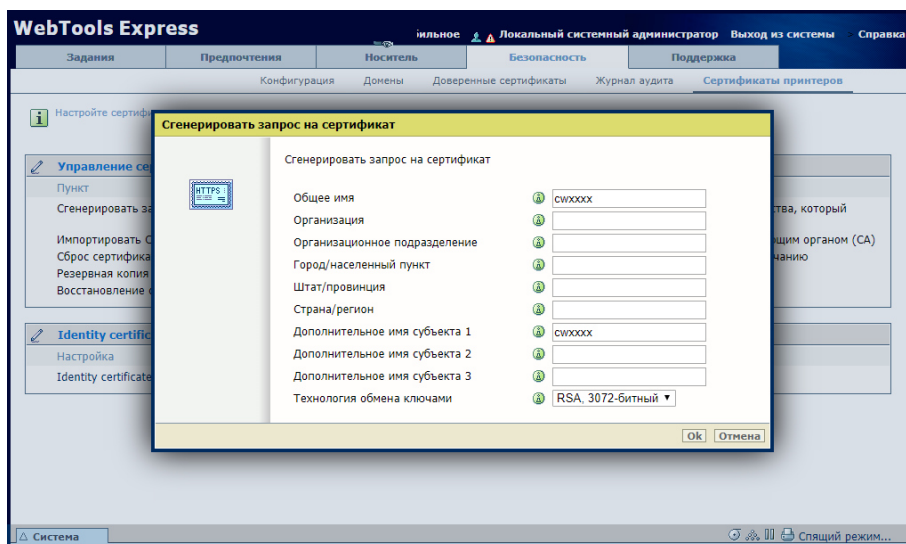 WebTools Express
ильное Локальный системный администратор Выход из системы Справка
Задания Предпочтения Носитель Безопасность Поддержка
Конфигурация Домены Доверенные сертификаты Журнал аудита Сертификаты принтеров
Настройте сертифи
Сгенерировать запрос на сертификат
Сгенерировать запрос на сертификат
Управление се
Пункт
HTTPS
Общее имя cwxxxx
Сгенерировать за
тва, который
Организация
Организационное подразделение
Импортировать С
щим органом (CA)
Сброс сертифика
чанию
Город/населенный пункт
Резервная копия
Штат/провинция
Восстановление с
Страна/регион
Дополнительное имя субъекта 1 cwxxxx
Identity certific
Дополнительное имя субъекта 2
Настройка
Дополнительное имя субъекта 3
Identity certificate
Технология обмена ключами RSA, 3072-битный
Ok Отмена
Система Спящий режим...